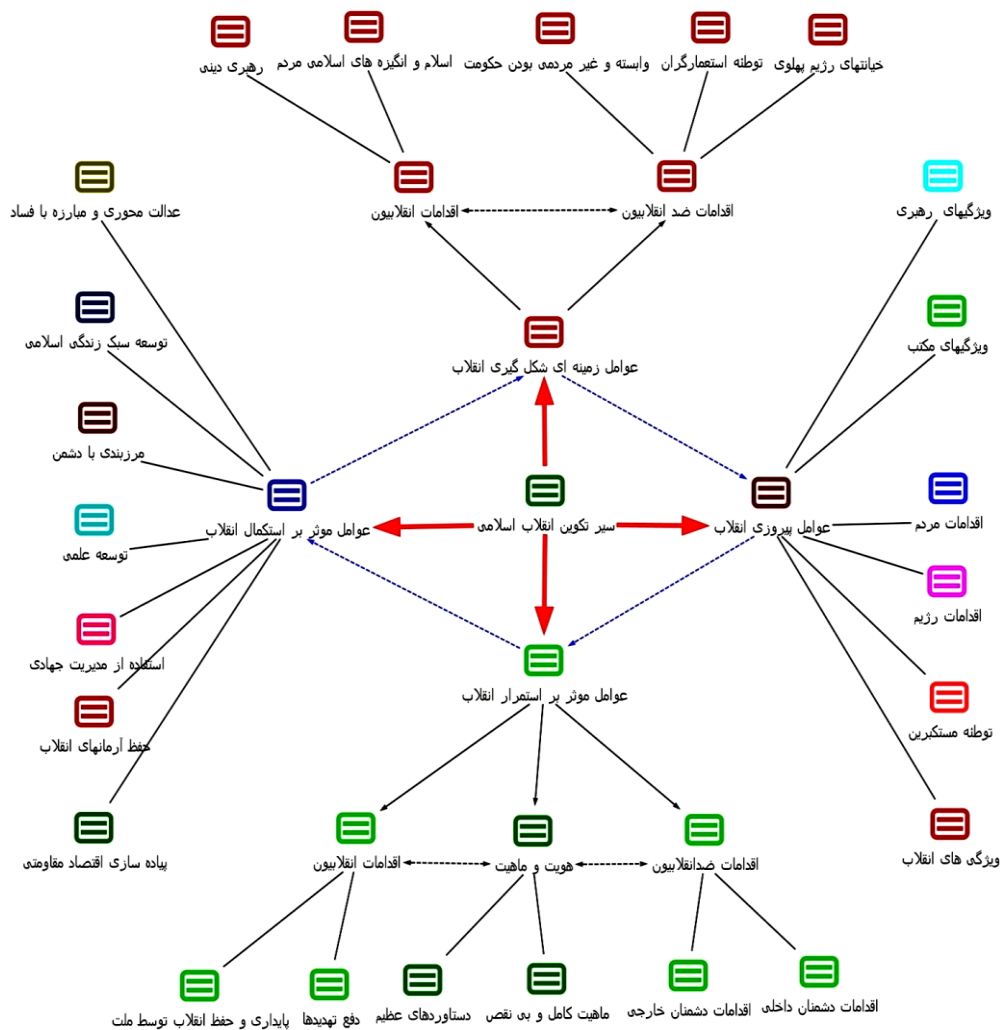 خیانتهای رژیم پهلوی
توطئه استعمارگران
وابسته و غیر مردمی بودن حکومت
اسلام و انگیزه های اسلامی مردم
رهبری دینی
اقدامات ضد انقلابیون
اقدامات انقلابیون
ویژگیهای رهبری
عدالت محوری و مبارزه با فساد
ویژگیهای مکتب
توسعه سبک زندگی اسلامی
عوامل زمینه ای شکل گیری انقلاب
مرزبندی با دشمن
اقدامات مردم
عوامل پیروزی انقلاب
سیر تکوین انقلاب اسلامی
عوامل موثر بر استکمال انقلاب
توسعه علمی
اقدامات رژیم
استفاده از مدیریت جهادی
عوامل موثر بر استمرار انقلاب
توطئه مستکبرین
حفظ آرمانهای انقلاب
ویژگی های انقلاب
اقدامات ضدانقلابیون
هویت و ماهیت
اقدامات انقلابیون
پیاده سازی اقتصاد مقاومتی
اقدامات دشمنان داخلی
اقدامات دشمنان خارجی
ماهیت کامل و بی نقص
دستاوردهای عظیم
دفع تهدیدها
پایداری و حفظ انقلاب توسط ملت